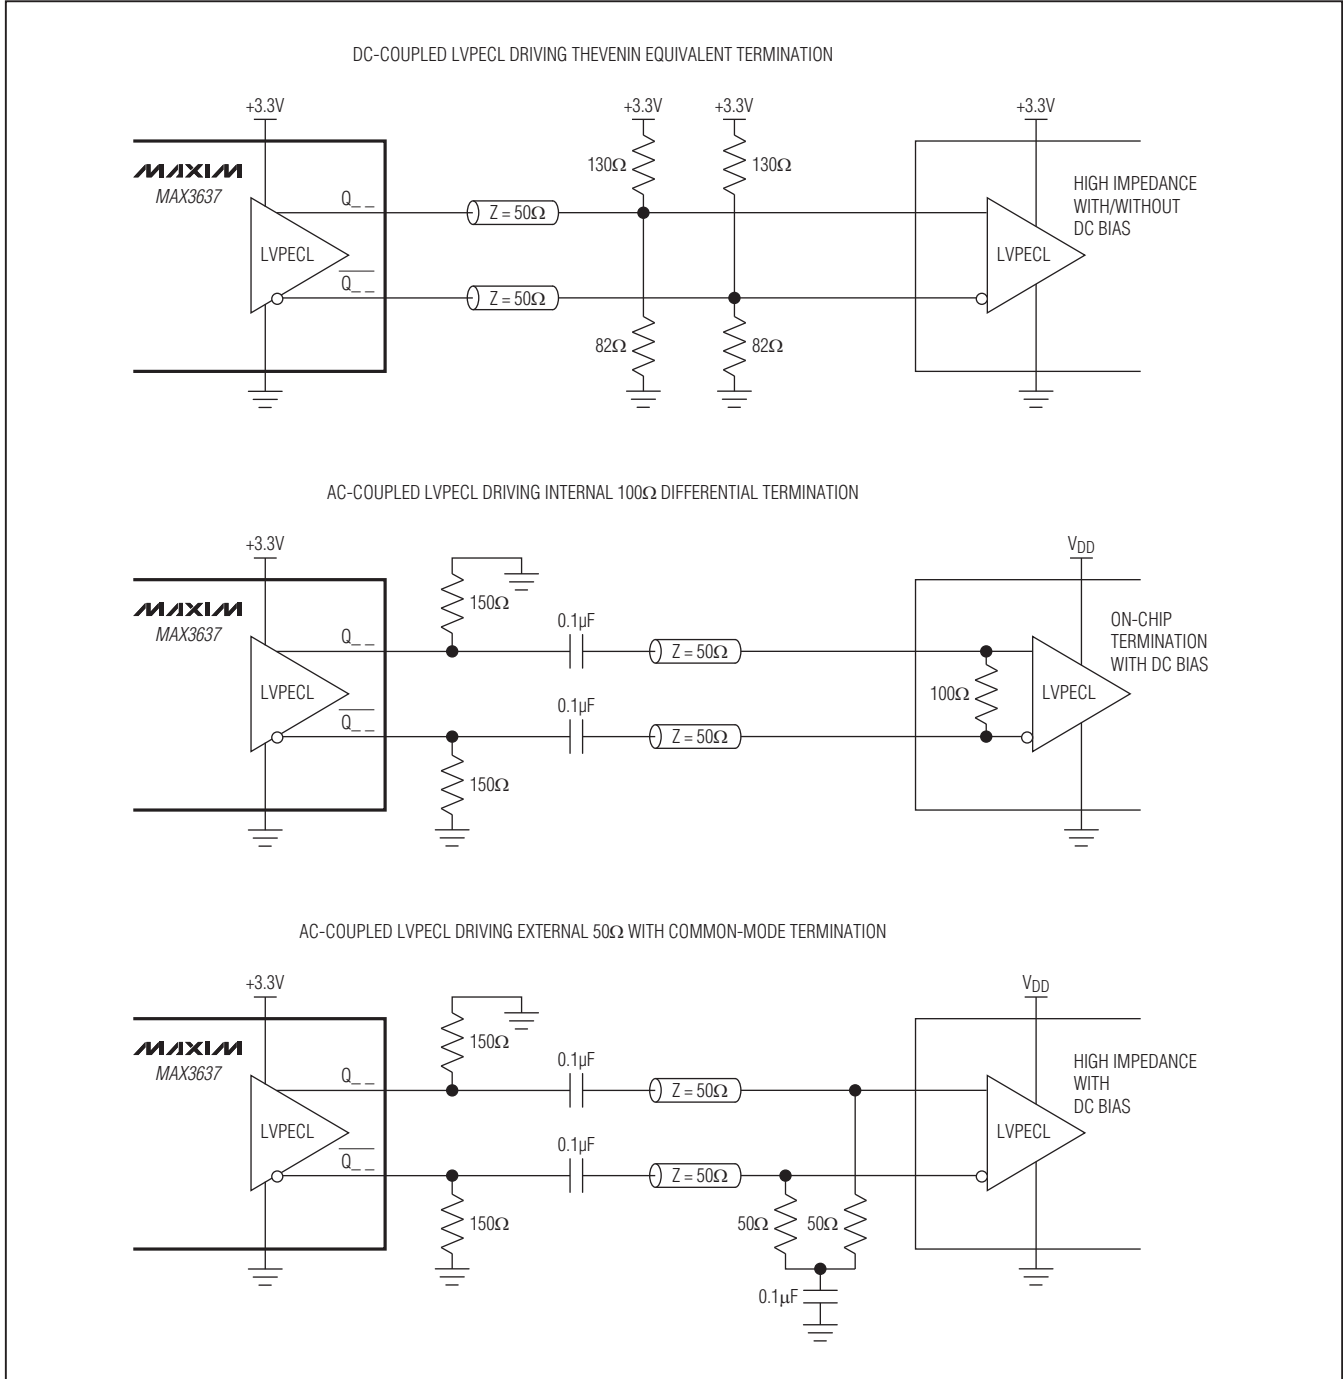 DC-COUPLED LVPECL DRIVING THEVENIN EQUIVALENT TERMINATION
+3.3V
+3.3V
+3.3V
+3.3V
MAXIM
MAX3637
130Ω
130Ω
Q_ _
Z = 50Ω
HIGH IMPEDANCE
WITH/WITHOUT
DC BIAS
LVPECL
LVPECL
Q_ _
Z = 50Ω
82Ω
82Ω
AC-COUPLED LVPECL DRIVING INTERNAL 100Ω DIFFERENTIAL TERMINATION
+3.3V
VDD
MAXIM
MAX3637
150Ω
0.1µF
Q_ _
Z = 50Ω
ON-CHIP
TERMINATION
WITH DC BIAS
LVPECL
100Ω
LVPECL
0.1µF
Q_ _
Z = 50Ω
150Ω
AC-COUPLED LVPECL DRIVING EXTERNAL 50Ω WITH COMMON-MODE TERMINATION
+3.3V
VDD
MAXIM
MAX3637
150Ω
0.1µF
Q_ _
Z = 50Ω
HIGH IMPEDANCE
WITH
DC BIAS
LVPECL
LVPECL
0.1µF
Q_ _
Z = 50Ω
150Ω
50Ω
50Ω
0.1µF